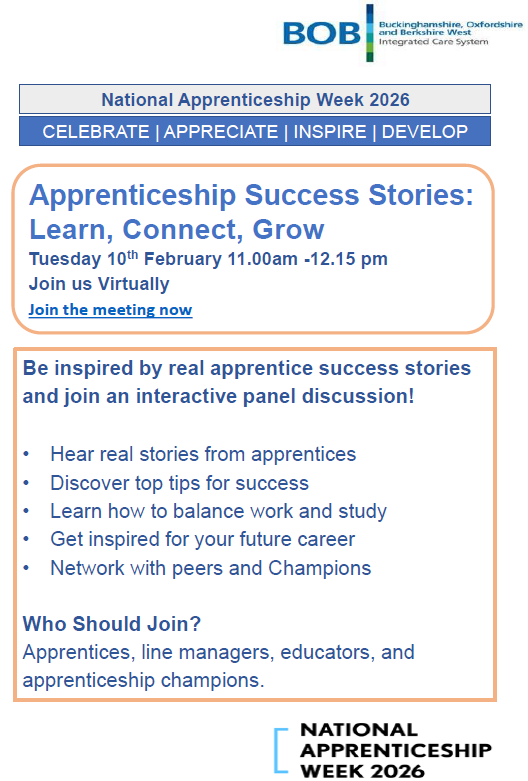 BOB
Buckinghamshire, Oxfordshire
and Berkshire West
Integrated Care System
National Apprenticeship Week 2026
CELEBRATE | APPRECIATE | INSPIRE | DEVELOP
Apprenticeship Success Stories:
Learn, Connect, Grow
Tuesday 10th February 11.00am -12.15 pm
Join us Virtually
Join the meeting now
Be inspired by real apprentice success stories
and join an interactive panel discussion!
• Hear real stories from apprentices
• Discover top tips for success
• Learn how to balance work and study
• Get inspired for your future career
• Network with peers and Champions
Who Should Join?
Apprentices, line managers, educators, and
apprenticeship champions.
NATIONAL
APPRENTICESHIP
WEEK 2026